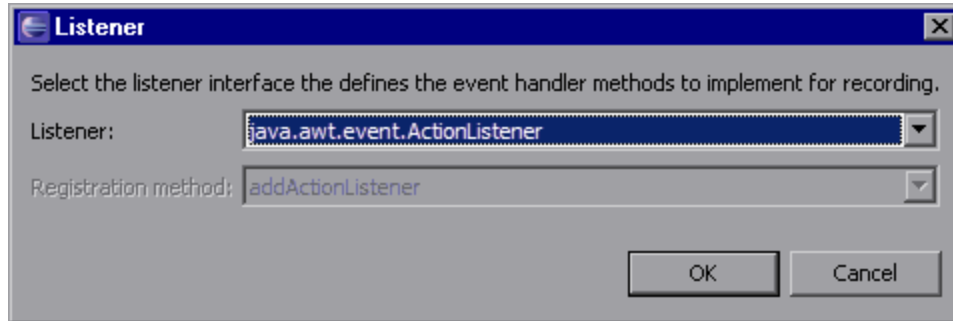 Listener
Select the listener interface the defines the event handler methods to implement for recording.
Listener: java.awt.event.ActionListener
Registration method: addActionListener
OK Cancel